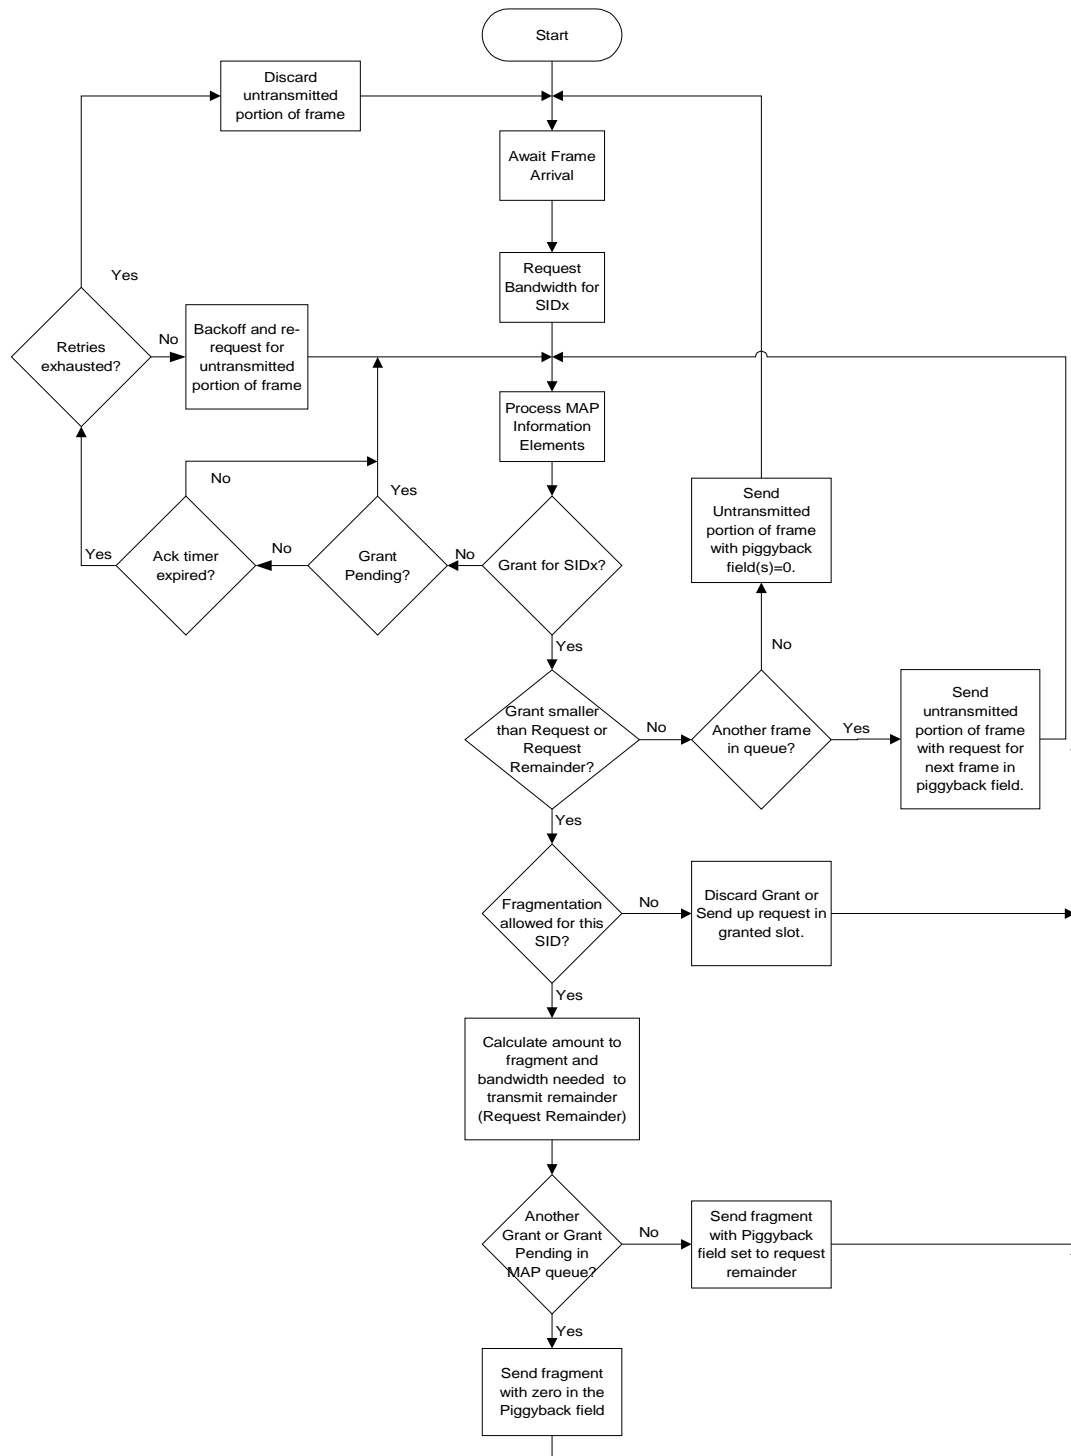 Start
Discard
untransmitted
portion of frame
Await Frame
Arrival
Request
Bandwidth for
SIDx
Yes
Retries
exhausted?
No
Backoff and re-
request for
untransmitted
portion of frame
Process MAP
Information
Elements
No
Yes
Send
Untransmitted
portion of frame
with piggyback
field(s)=0.
Yes
Ack timer
expired?
No
Grant
Pending?
No
Grant for SIDx?
Yes
No
Grant smaller
than Request or
Request
Remainder?
No
Another frame
in queue?
Yes
Send
untransmitted
portion of frame
with request for
next frame in
piggyback field.
Yes
Fragmentation
allowed for this
SID?
No
Discard Grant or
Send up request in
granted slot.
Yes
Calculate amount to
fragment and
bandwidth needed to
transmit remainder
(Request Remainder)
Another
Grant or Grant
Pending in
MAP queue?
No
Send fragment
with Piggyback
field set to request
remainder
Yes
Send fragment
with zero in the
Piggyback field